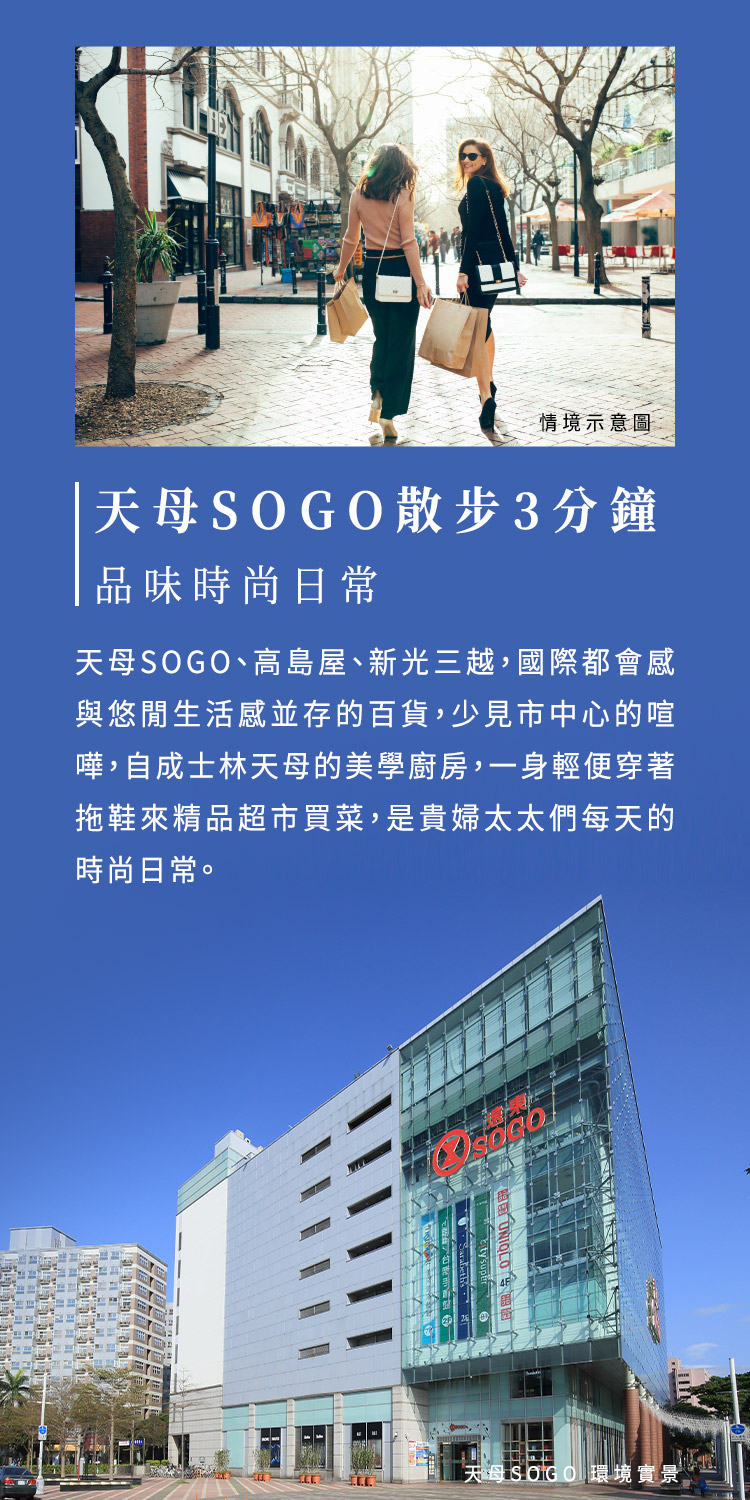 情境示意圖
天母SOGO散步3分鐘
品味時尚日常
天母SOGO、高島屋、新光三越,國際都會感
與悠閒生活感並存的百貨,少見市中心的喧
嘩,自成士林天母的美學廚房,一身輕便穿著
拖鞋來精品超市買菜,是貴婦太太們每天的
時尚日常。
遠東
SOGO
UNIQLO 4F
citysuper
天母SOGO 環境實景